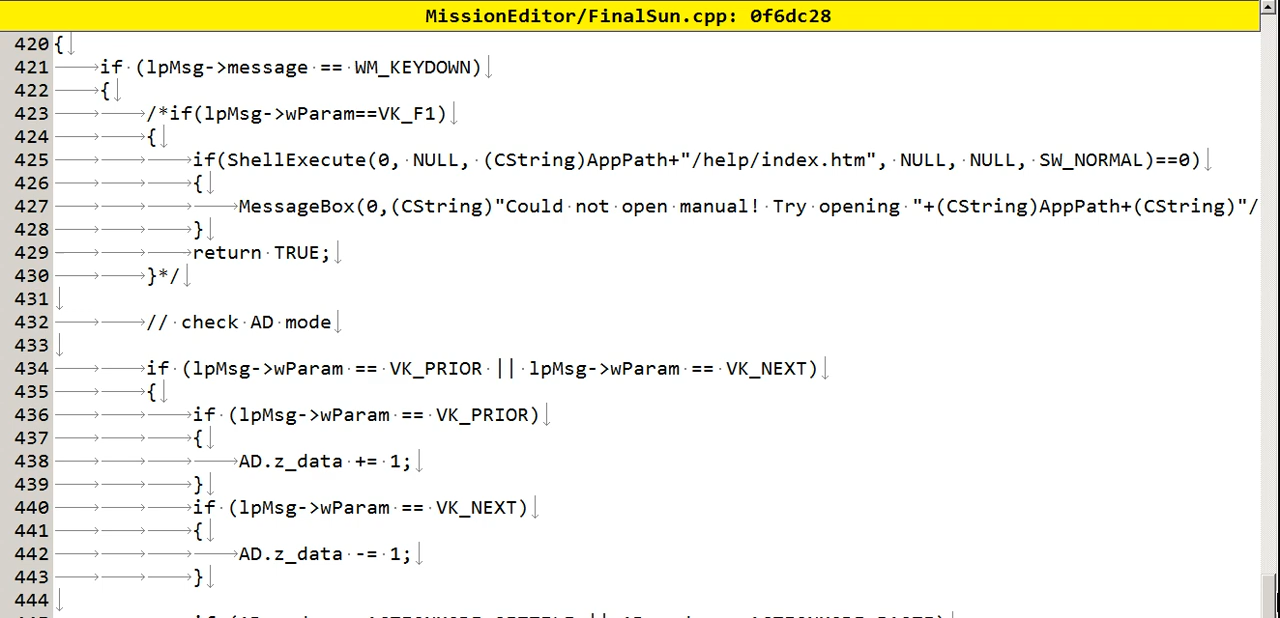 MissionEditor/FinalSun.cpp: 0f6dc28
420 {
421 if (lpMsg->message == WM_KEYDOWN)
422 {
423 /*if(lpMsg->wParam==VK_F1)
424 {
425 if(ShellExecute(0, NULL, (CString)AppPath+"/help/index.htm", NULL, NULL, SW_NORMAL)==0)
426 {
427 MessageBox(0,(CString)"Could not open manual! Try opening "+(CString)AppPath+(CString)"/
428 }
429 return TRUE;
430 }*/
431
432 // check AD mode
433
434 if (lpMsg->wParam == VK_PRIOR || lpMsg->wParam == VK_NEXT)
435 {
436 if (lpMsg->wParam == VK_PRIOR)
437 {
438 AD.z_data += 1;
439 }
440 if (lpMsg->wParam == VK_NEXT)
441 {
442 AD.z_data -= 1;
443 }
444